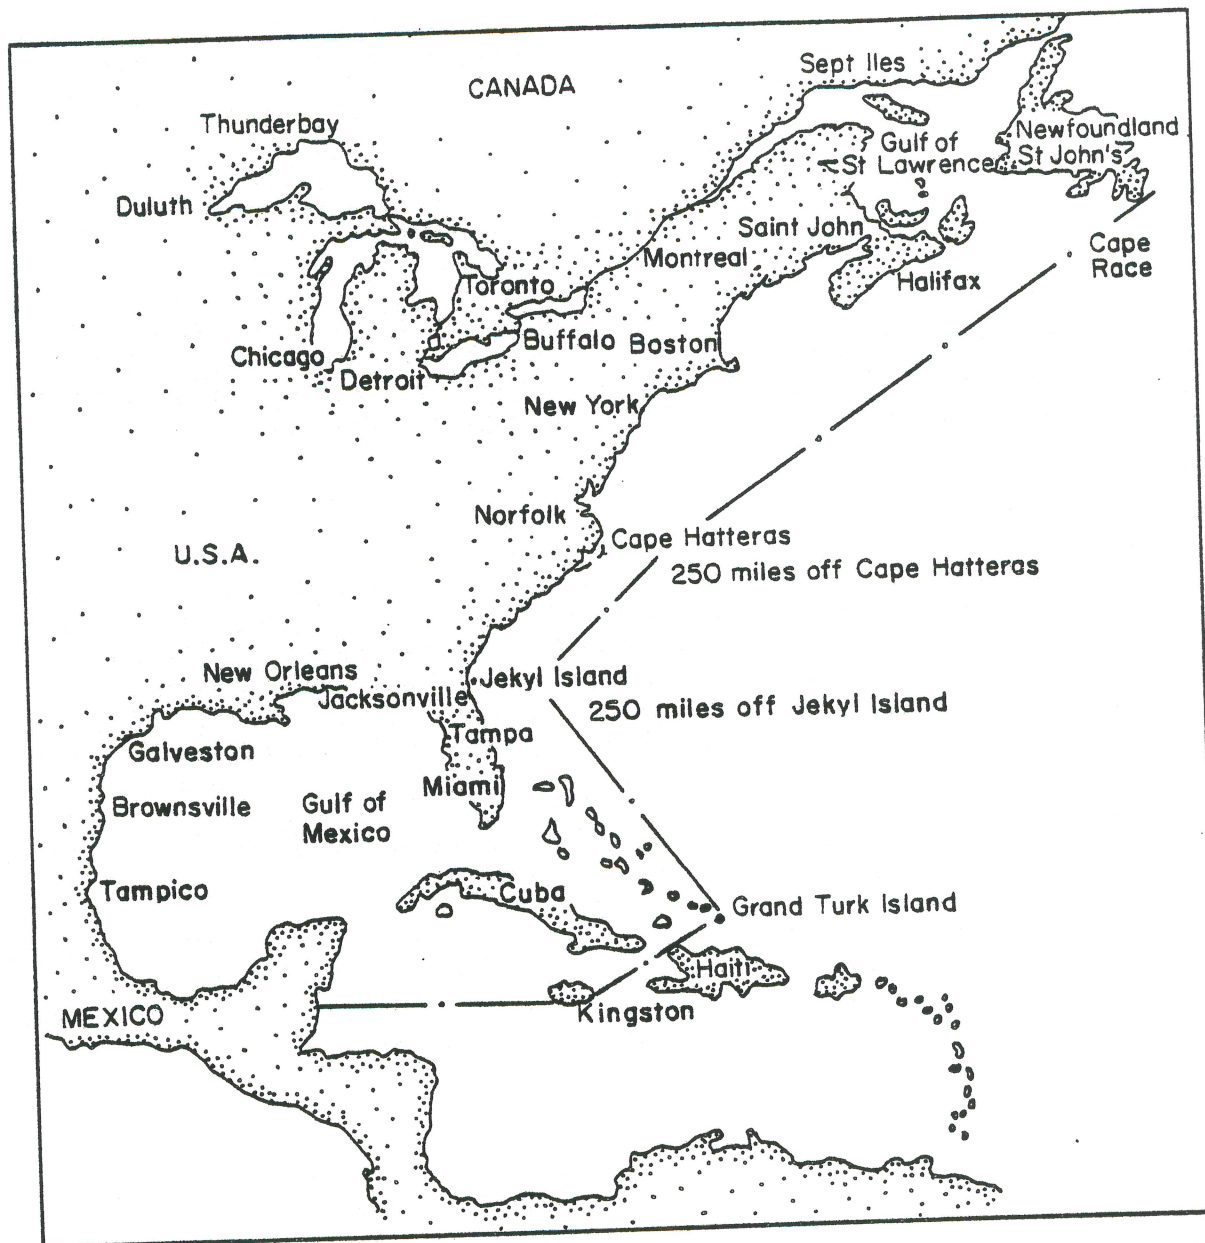 Sept Iles
CANADA
Thunderbay
Newfoundland
St John's
Gulf of
St Lawrence
Duluth
Saint John
Montreal
Cape
Race
Halifax
Toronto
Buffalo
Boston
Chicago
Detroit
New York
Norfolk
Cape Hatteras
U.S.A.
250 miles off Cape Hatteras
New Orleans
Jekyl Island
Jacksonville
250 miles off Jekyl Island
Tampa
Galveston
Miami
Brownsville
Gulf of
Mexico
Tampico
Cuba
Grand Turk Island
Haiti
Kingston
MEXICO